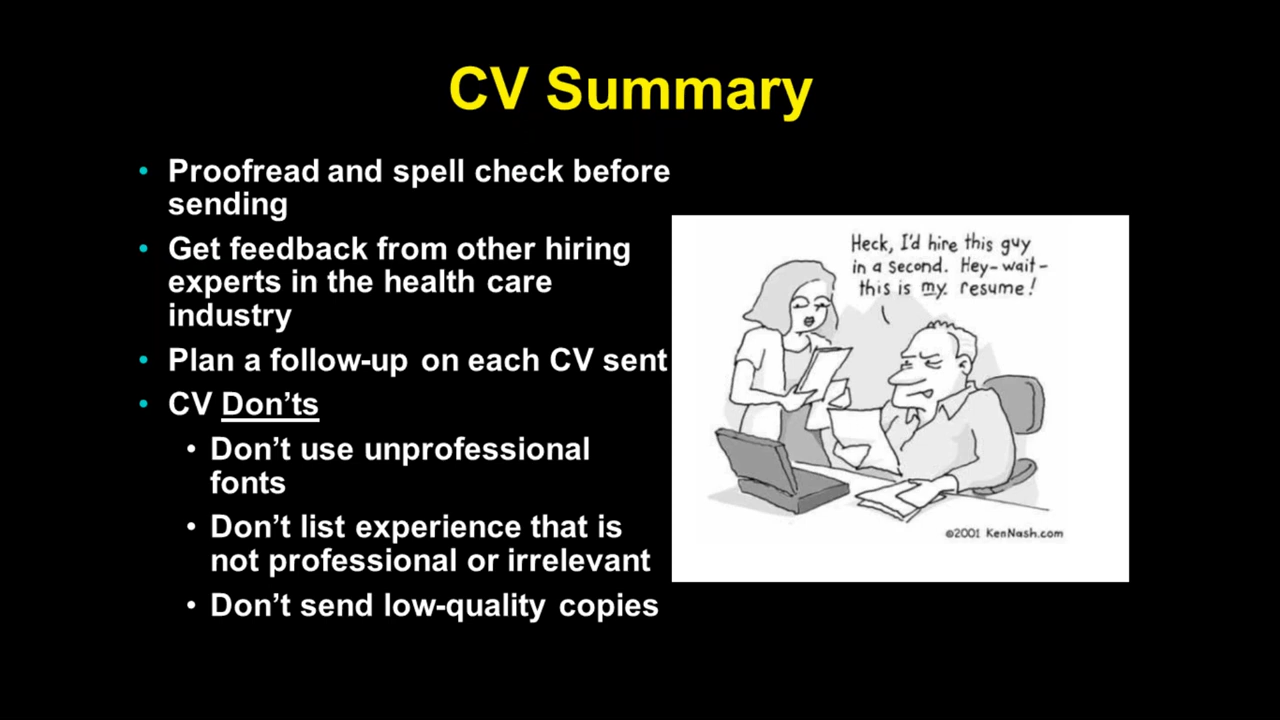 CV Summary
• Proofread and spell check before
sending
• Get feedback from other hiring
experts in the health care
industry
• Plan a follow-up on each CV sent
• CV Don’ts
• Don’t use unprofessional
fonts
• Don’t list experience that is
not professional or irrelevant
• Don’t send low-quality copies
Heck, I'd hire this guy
in a second. Hey-wait-
this is my resume!
©2001 KenNash.com